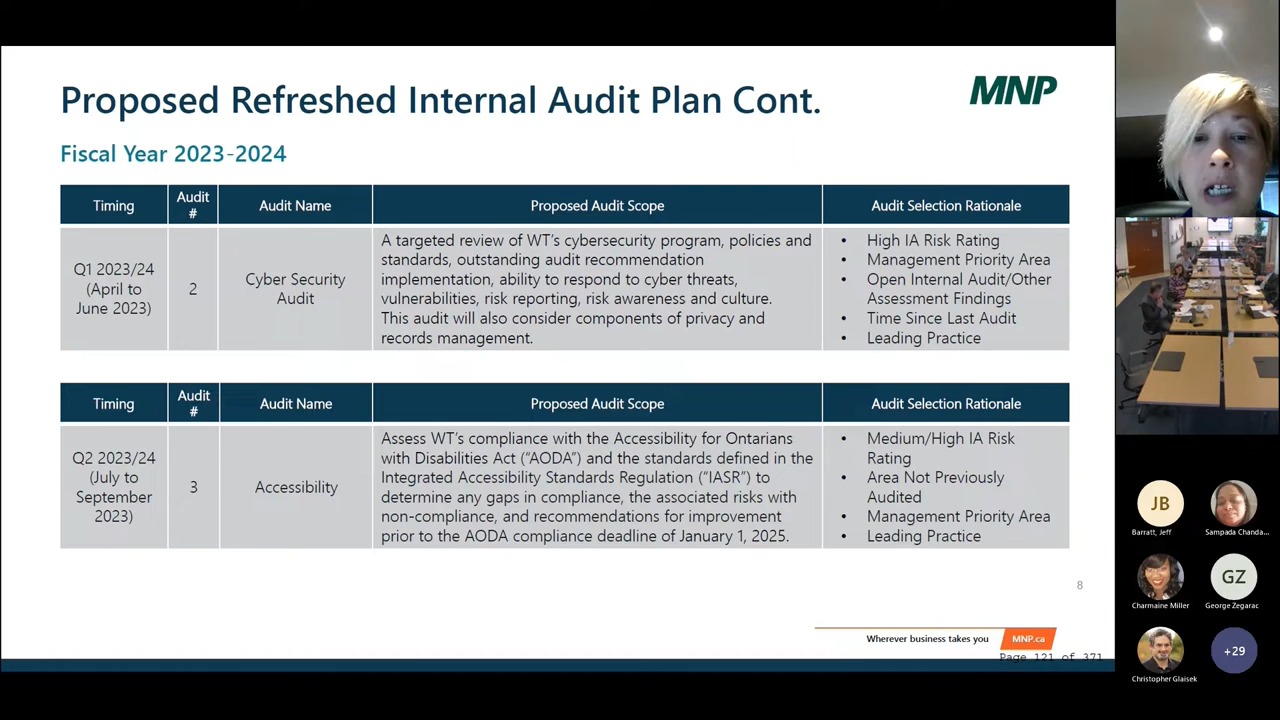 Proposed Refreshed Internal Audit Plan Cont.
MNP
Fiscal Year 2023-2024
Timing
Audit #
Audit Name
Proposed Audit Scope
Audit Selection Rationale
Q1 2023/24
(April to
June 2023)
2
Cyber Security
Audit
A targeted review of WT's cybersecurity program, policies and
standards, outstanding audit recommendation
implementation, ability to respond to cyber threats,
vulnerabilities, risk reporting, risk awareness and culture.
This audit will also consider components of privacy and
records management.
• High IA Risk Rating
• Management Priority Area
• Open Internal Audit/Other
Assessment Findings
• Time Since Last Audit
• Leading Practice
Timing
Audit #
Audit Name
Proposed Audit Scope
Audit Selection Rationale
Q2 2023/24
(July to
September
2023)
3
Accessibility
Assess WT's compliance with the Accessibility for Ontarians
with Disabilities Act ("AODA") and the standards defined in the
Integrated Accessibility Standards Regulation ("IASR") to
determine any gaps in compliance, the associated risks with
non-compliance, and recommendations for improvement
prior to the AODA compliance deadline of January 1, 2025.
• Medium/High IA Risk
Rating
• Area Not Previously
Audited
• Management Priority Area
• Leading Practice
8
Wherever business takes you
MNP.ca
Page 121 of 371
JB
Barratt, Jeff
Sampada Chanda...
Charmaine Miller
GZ
George Zegarac
Christopher Glaisek
+29